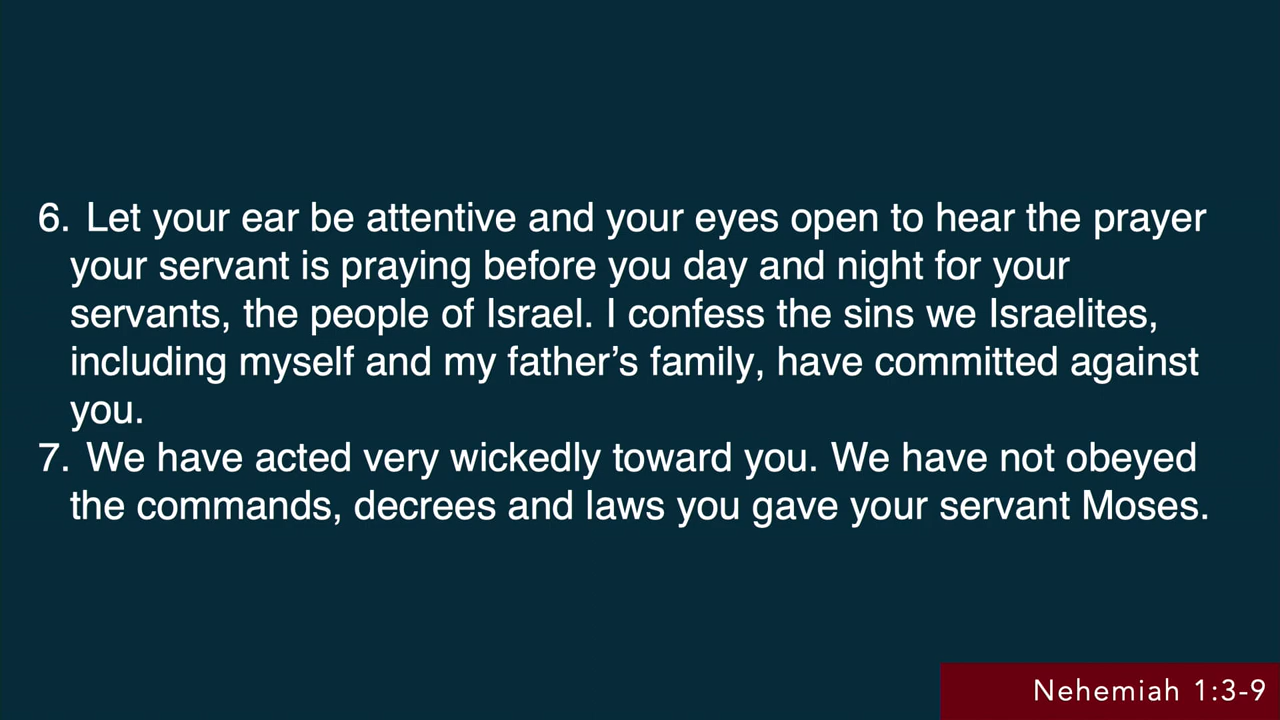 6. Let your ear be attentive and your eyes open to hear the prayer
your servant is praying before you day and night for your
servants, the people of Israel. I confess the sins we Israelites,
including myself and my father’s family, have committed against
you.
7. We have acted very wickedly toward you. We have not obeyed
the commands, decrees and laws you gave your servant Moses.
Nehemiah 1:3-9